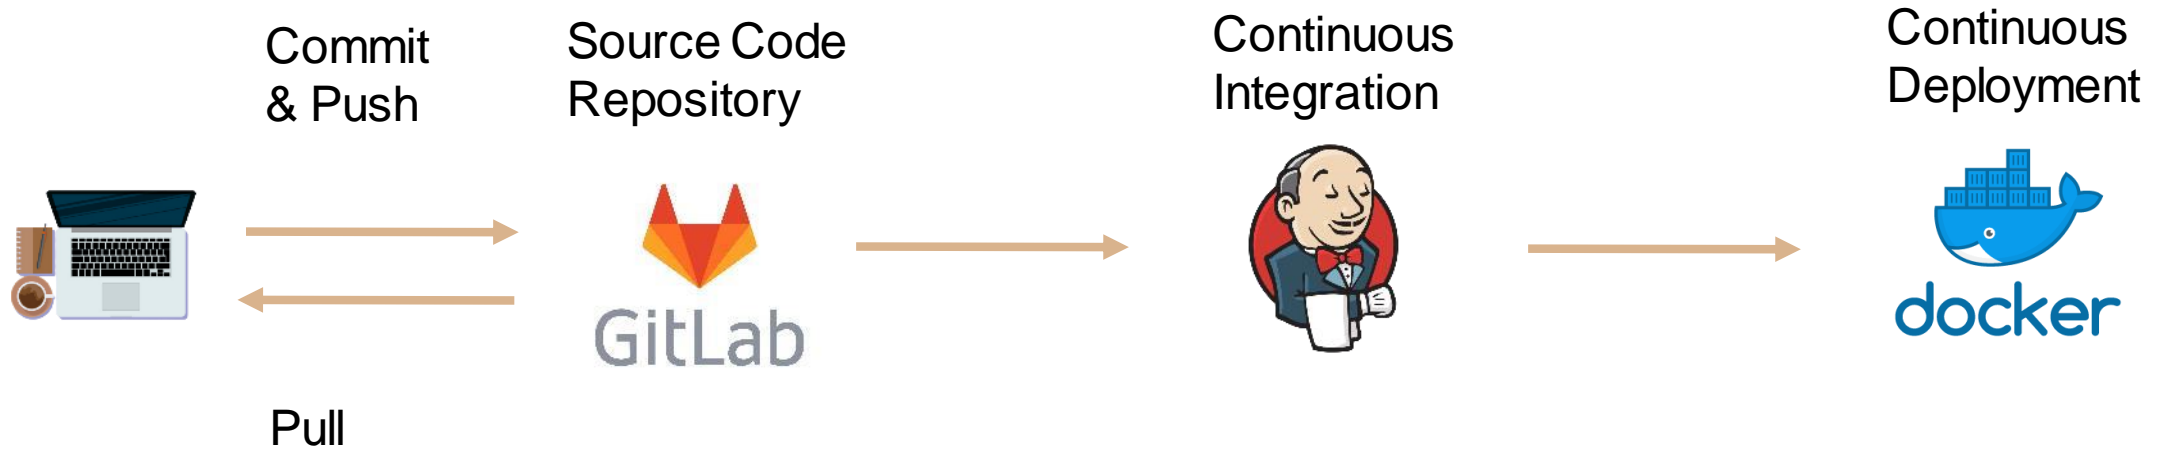 Commit
& Push
Source Code
Repository
Continuous
Integration
Continuous
Deployment
GitLab
docker
Pull